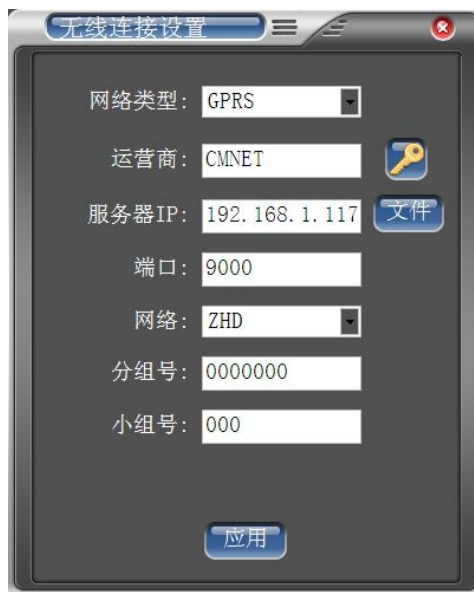 无线连接设置
网络类型: GPRS
运营商: CMNET
服务器IP: 192.168.1.117 文件
端口: 9000
网络: ZHD
分组号: 0000000
小组号: 000
应用